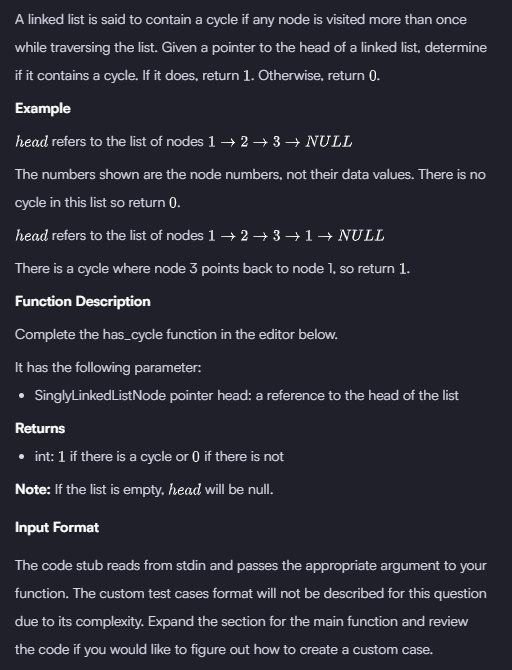 A linked list is said to contain a cycle if any node is visited more than once
while traversing the list. Given a pointer to the head of a linked list, determine
if it contains a cycle. If it does, return 1. Otherwise, return 0.
Example
head refers to the list of nodes 1 → 2 → 3 → NULL
The numbers shown are the node numbers, not their data values. There is no
cycle in this list so return 0.
head refers to the list of nodes 1 → 2 → 3 → 1 → NULL
There is a cycle where node 3 points back to node 1, so return 1.
Function Description
Complete the has_cycle function in the editor below.
It has the following parameter:
• SinglyLinkedListNode pointer head: a reference to the head of the list
Returns
• int: 1 if there is a cycle or 0 if there is not
Note: If the list is empty, head will be null.
Input Format
The code stub reads from stdin and passes the appropriate argument to your
function. The custom test cases format will not be described for this question
due to its complexity. Expand the section for the main function and review
the code if you would like to figure out how to create a custom case.